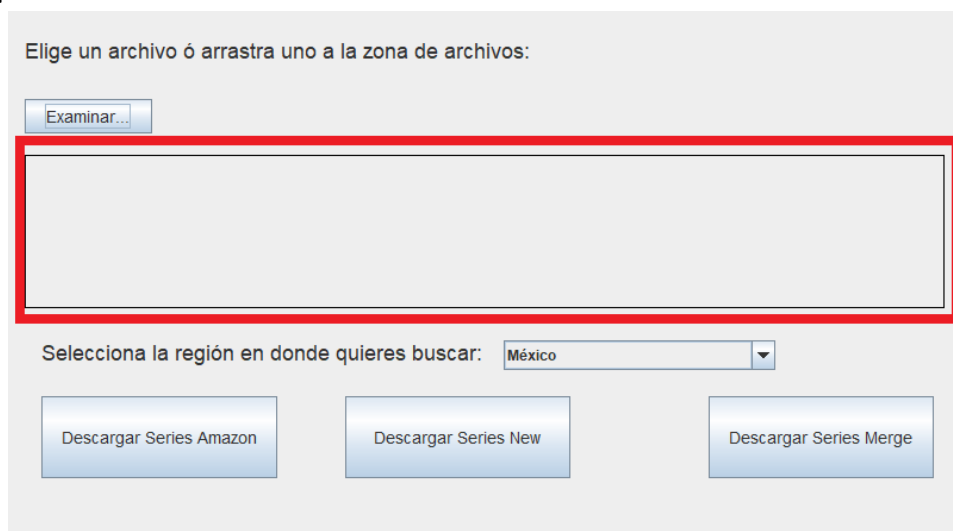 Elige un archivo ó arrastra uno a la zona de archivos:
Examinar...
Selecciona la región en donde quieres buscar: México
Descargar Series Amazon Descargar Series New Descargar Series Merge